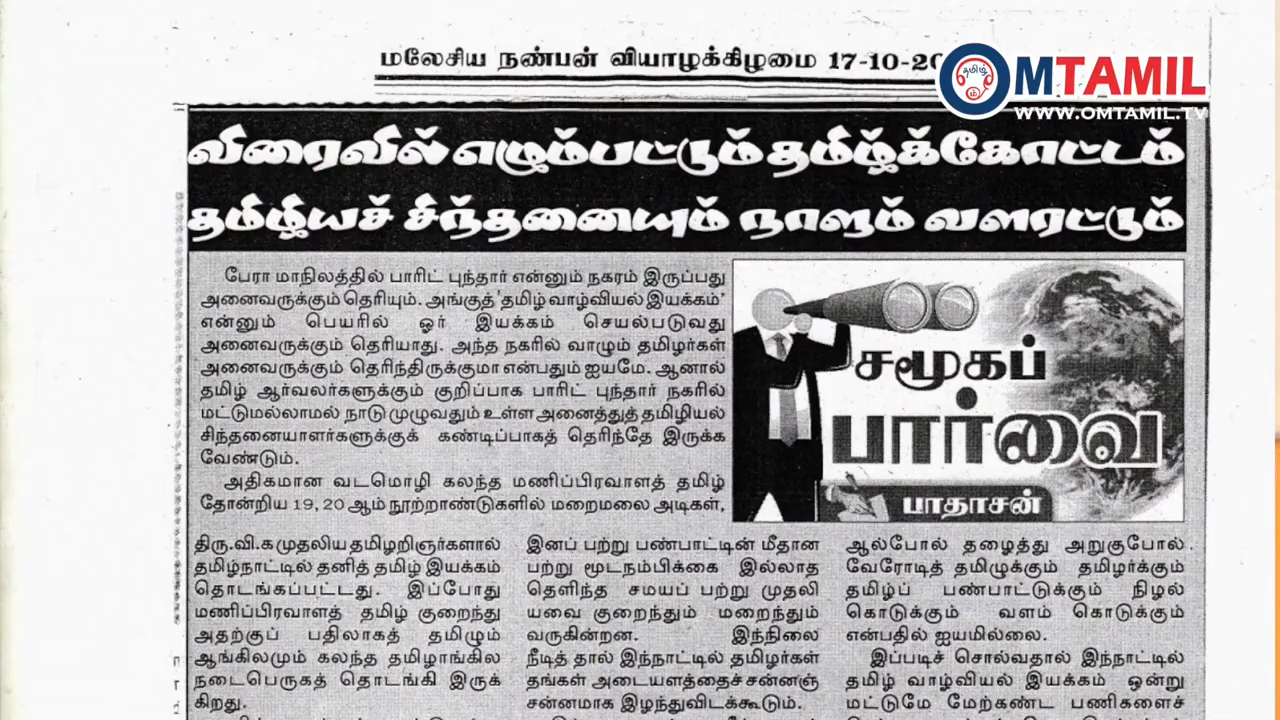 மலேசிய நண்பன் வியாழக்கிழமை 17-10-20
OMTAMIL
WWW.OMTAMIL.TV
விரைவில் எழும்பட்டும் தமிழ்க்கோட்டம்
தமிழியச் சிந்தனையும் நாளும் வளரட்டும்
பேரா மாநிலத்தில் பாரிட் புந்தார் என்னும் நகரம் இருப்பது
அனைவருக்கும் தெரியும். அங்குத் 'தமிழ் வாழ்வியல் இயக்கம்'
என்னும் பெயரில் ஓர் இயக்கம் செயல்படுவது
அனைவருக்கும் தெரியாது. அந்த நகரில் வாழும் தமிழர்கள்
அனைவருக்கும் தெரிந்திருக்குமா என்பதும் ஐயமே. ஆனால்
தமிழ் ஆர்வலர்களுக்கும் குறிப்பாக பாரிட் புந்தார் நகரில்
மட்டுமல்லாமல் நாடு முழுவதும் உள்ள அனைத்துத் தமிழியல்
சிந்தனையாளர்களுக்குக் கண்டிப்பாகத் தெரிந்தே இருக்க
வேண்டும்.
அதிகமான வடமொழி கலந்த மணிப்பிரவாளத் தமிழ்
தோன்றிய 19, 20 ஆம் நூற்றாண்டுகளில் மறைமலை அடிகள்,
சமூகப்
பார்வை
பாதாசன்
திரு.வி.க முதலிய தமிழறிஞர்களால்
தமிழ்நாட்டில் தனித் தமிழ் இயக்கம்
தொடங்கப்பட்டது. இப்போது
மணிப்பிரவாளத் தமிழ் குறைந்து
அதற்குப் பதிலாகத் தமிழும்
ஆங்கிலமும் கலந்த தமிழாங்கில
நடைபெருகத் தொடங்கி இருக்
கிறது.
இனப் பற்று பண்பாட்டின் மீதான
பற்று மூடநம்பிக்கை இல்லாத
தெளிந்த சமயப் பற்று முதலி
யவை குறைந்தும் மறைந்தும்
வருகின்றன. இந்நிலை
நீடித் தால் இந்நாட்டில் தமிழர்கள்
தங்கள் அடையளத்தைச் சன்னஞ்
சன்னமாக இழந்துவிடக்கூடும்.
ஆல்போல் தழைத்து அறுகுபோல்
வேரோடித் தமிழுக்கும் தமிழர்க்கும்
தமிழ்ப் பண்பாட்டுக்கும் நிழல்
கொடுக்கும் வளம் கொடுக்கும்
என்பதில் ஐயமில்லை.
இப்படிச் சொல்வதால் இந்நாட்டில்
தமிழ் வாழ்வியல் இயக்கம் ஒன்று
மட்டுமே மேற்கண்ட பணிகளைச்